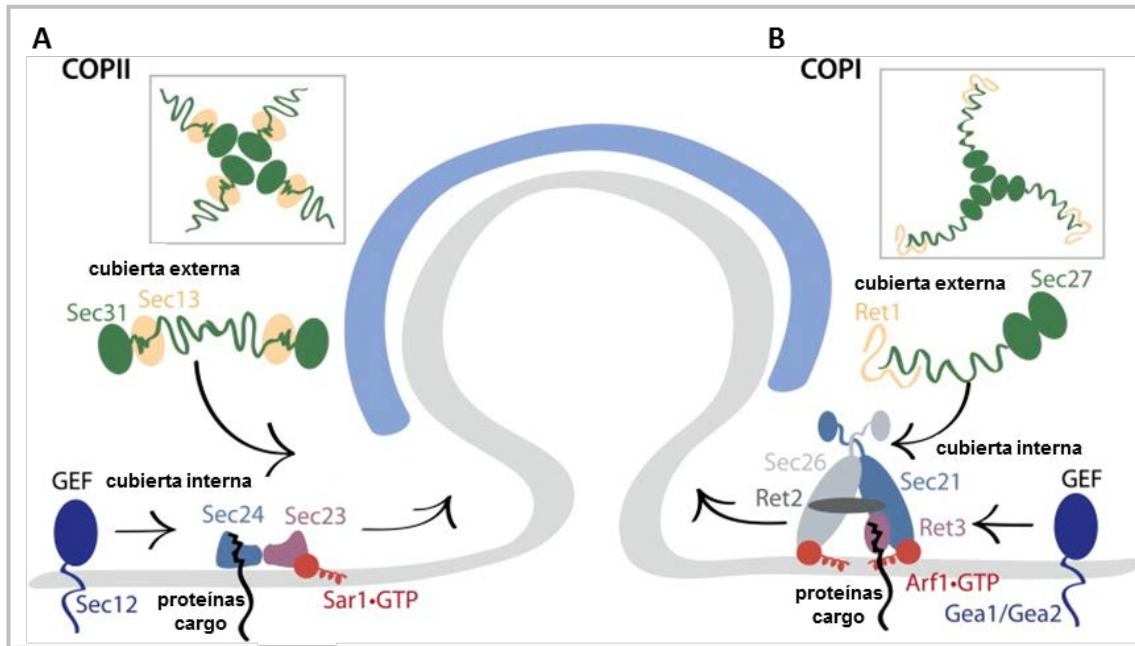 A
COPII
cubierta externa
Sec31
Sec13
GEF
cubierta interna
Sec24
Sec23
Sec12
proteínas
cargo
Sar1•GTP
B
COPI
cubierta externa
Sec27
Ret1
cubierta interna
Sec26
Sec21
GEF
Ret2
Ret3
proteínas
cargo
Arf1•GTP
Gea1/Gea2